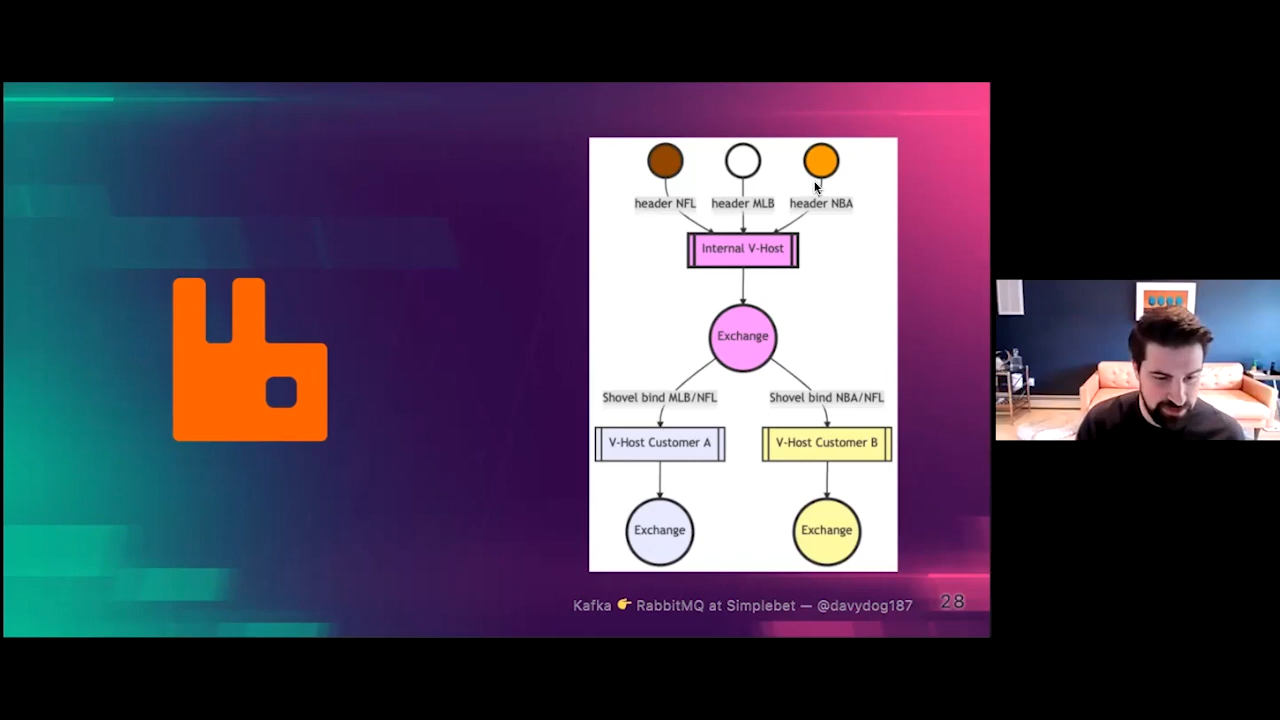 header NFL
header MLB
header NBA
Internal V-Host
Exchange
Shovel bind MLB/NFL
Shovel bind NBA/NFL
V-Host Customer A
V-Host Customer B
Exchange
Exchange
Kafka 👉 RabbitMQ at Simplebet — @davydog187
28